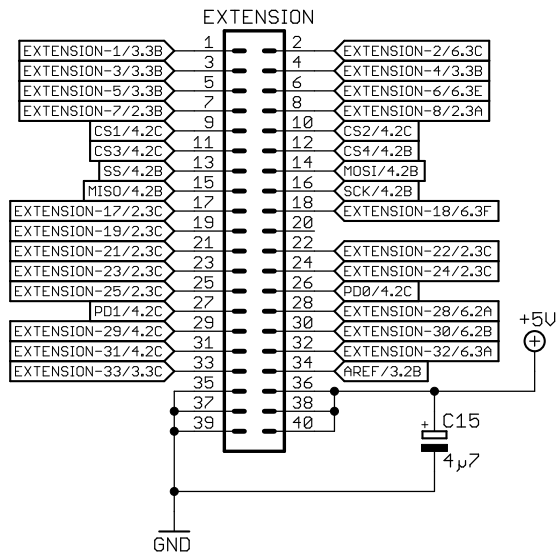 EXTENSION
EXTENSION-1/3.3B 1 2 EXTENSION-2/6.3C
EXTENSION-3/3.3B 3 4 EXTENSION-4/3.3B
EXTENSION-5/3.3B 5 6 EXTENSION-6/6.3E
EXTENSION-7/2.3B 7 8 EXTENSION-8/2.3A
CS1/4.2C 9 10 CS2/4.2C
CS3/4.2C 11 12 CS4/4.2B
SS/4.2B 13 14 MOSI/4.2B
MISO/4.2B 15 16 SCK/4.2B
EXTENSION-17/2.3C 17 18 EXTENSION-18/6.3F
EXTENSION-19/2.3C 19 20
EXTENSION-21/2.3C 21 22 EXTENSION-22/2.3C
EXTENSION-23/2.3C 23 24 EXTENSION-24/2.3C
EXTENSION-25/2.3C 25 26 PD0/4.2C
PD1/4.2C 27 28 EXTENSION-28/6.2A
EXTENSION-29/4.2C 29 30 EXTENSION-30/6.2B
EXTENSION-31/4.2C 31 32 EXTENSION-32/6.3A
EXTENSION-33/3.3C 33 34 AREF/3.2B
35 36
37 38
39 40
+5V
+
+ C15
4µ7
GND